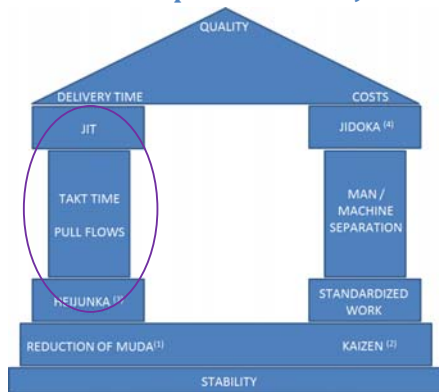 QUALITY
DELIVERY TIME
COSTS
JIT
JIDOKA (4)
TAKT TIME
PULL FLOWS
MAN /
MACHINE
SEPARATION
HEIJUNKA (3)
STANDARDIZED
WORK
REDUCTION OF MUDA(1)
KAIZEN (2)
STABILITY